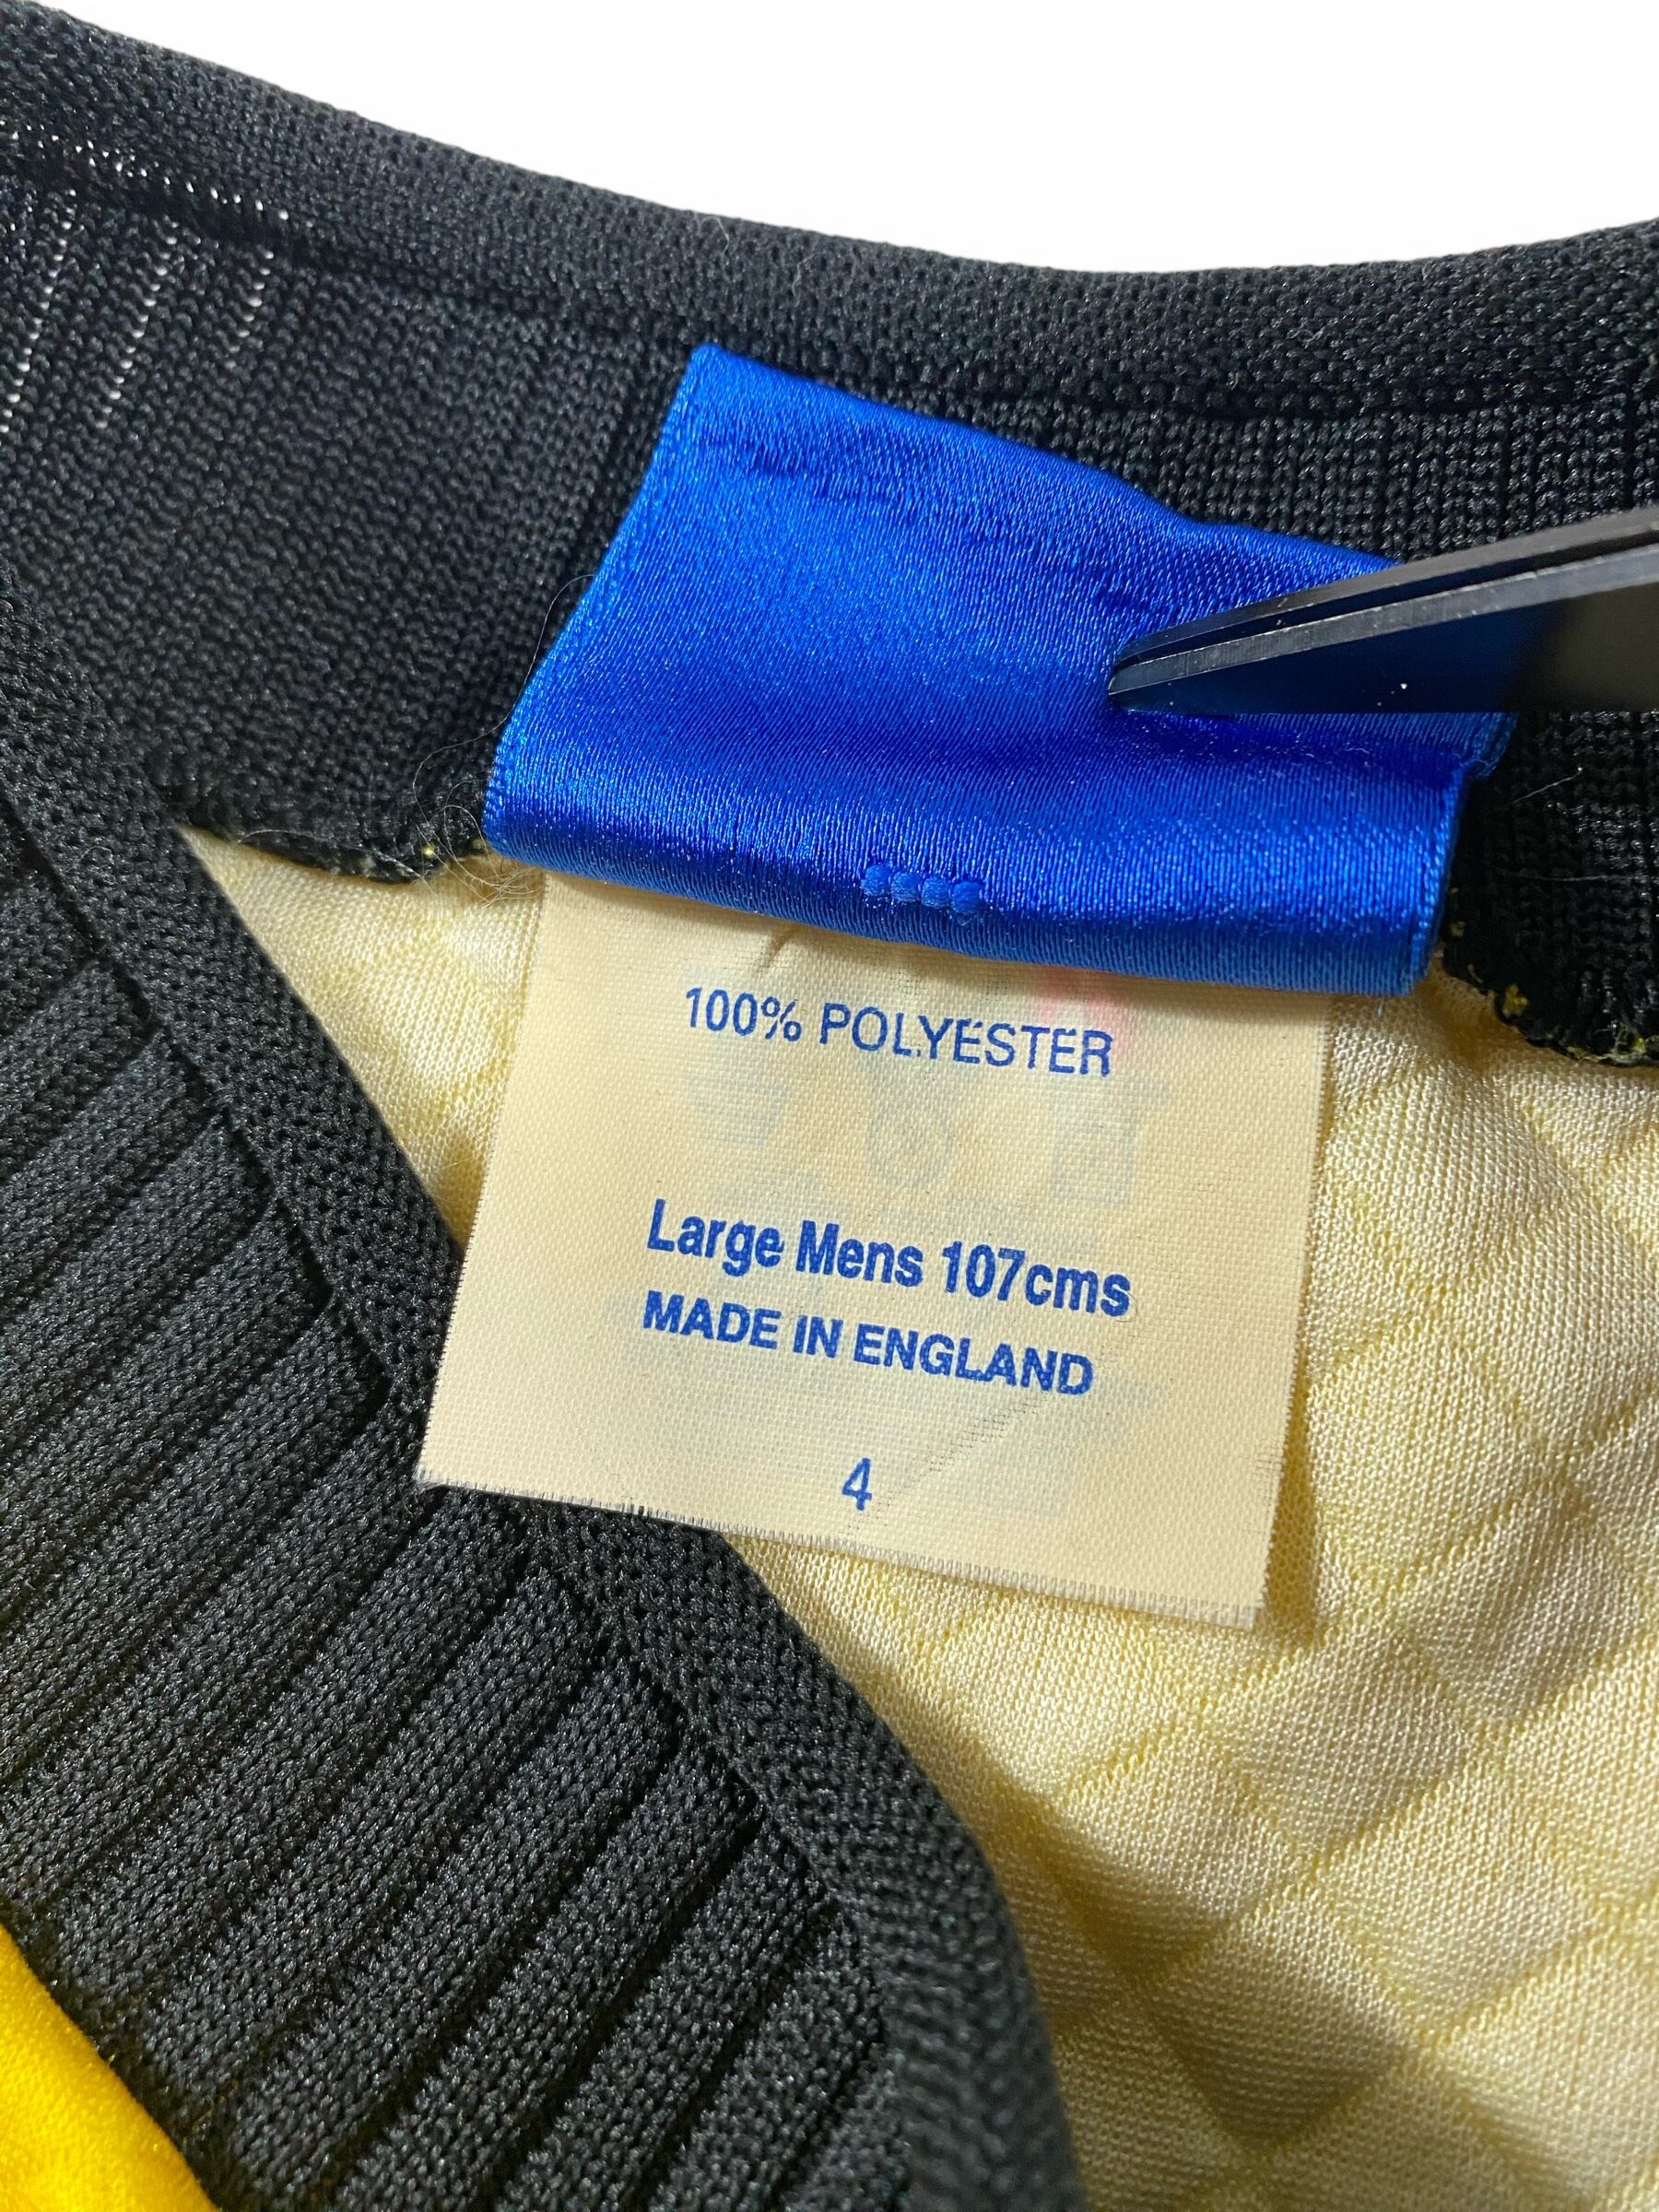 100% POLYESTER
Large Mens 107cms
MADE IN ENGLAND
4